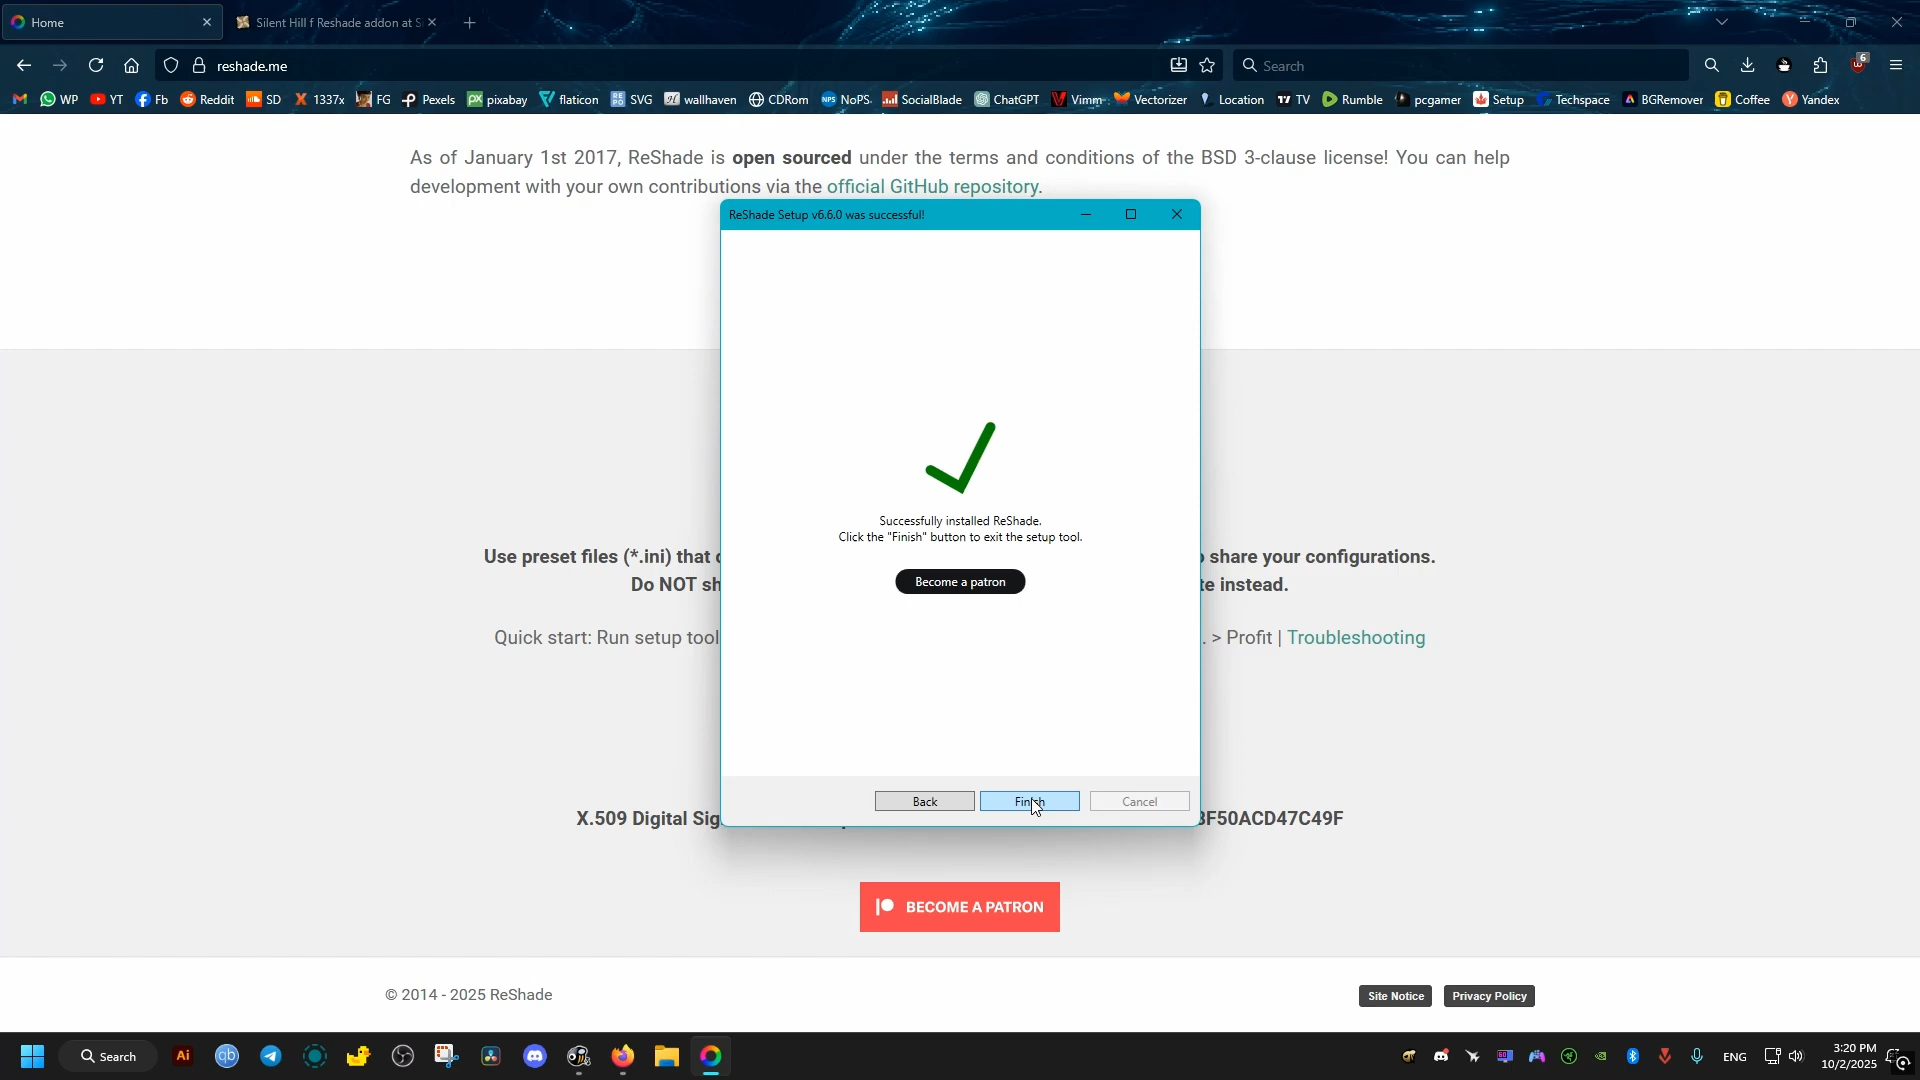 Home
Silent Hill f Reshade addon at S
reshade.me
Search
6
WP
YT
Fb
Reddit
SD
1337x
FG
Pexels
pixabay
flaticon
SVG
wallhaven
CDRom
NoPS
SocialBlade
ChatGPT
Vimm
Vectorizer
Location
TV
Rumble
pcgamer
Setup
Techspace
BGRemover
Coffee
Yandex
As of January 1st 2017, ReShade is open sourced under the terms and conditions of the BSD 3-clause license! You can help
development with your own contributions via the official GitHub repository.
ReShade Setup v6.6.0 was successful!
Successfully installed ReShade.
Click the "Finish" button to exit the setup tool.
Become a patron
Use preset files (*.ini) that
share your configurations.
Do NOT
instead.
Quick start: Run setup tool
. > Profit | Troubleshooting
Back
Finish
Cancel
X.509 Digital Sig
3F50ACD47C49F
BECOME A PATRON
© 2014 - 2025 ReShade
Site Notice
Privacy Policy
Search
Ai
qb
ENG
3:20 PM
10/2/2025